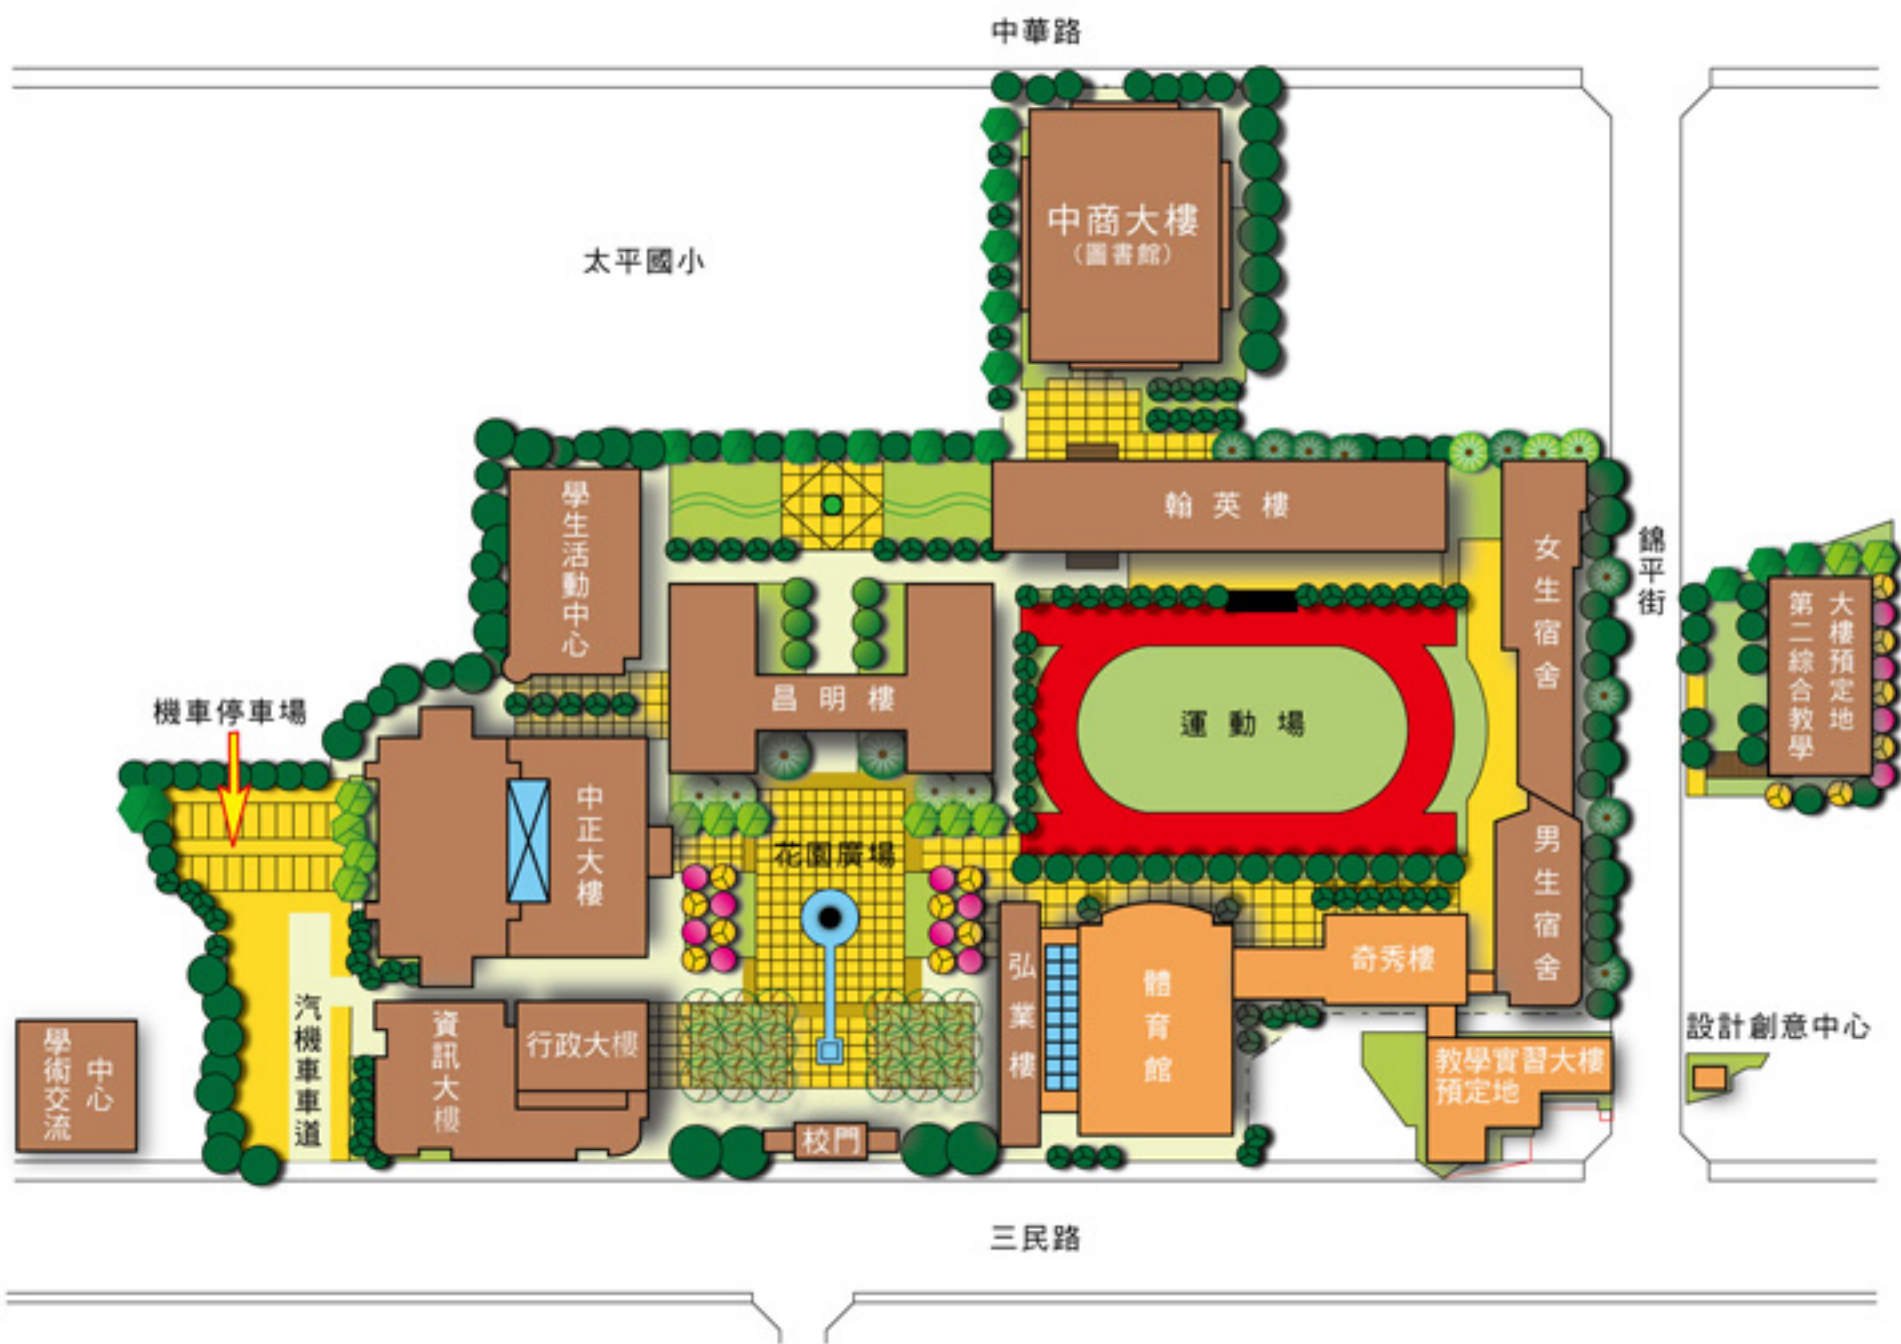 中華路
中商大樓
(圖書館)
太平國小
翰英樓
學生活動中心
女生宿舍
錦平街
大樓預定地
第二綜合教學
昌明樓
運動場
機車停車場
中正大樓
花園廣場
男生宿舍
奇秀樓
弘業樓
體育館
汽機車車道
資訊大樓
行政大樓
中心
學術交流
設計創意中心
教學實習大樓
預定地
校門
三民路